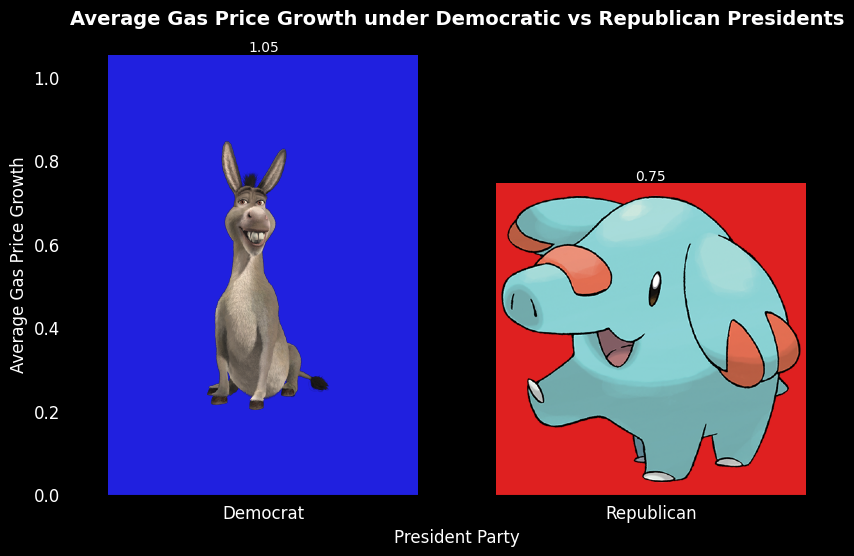 Average Gas Price Growth under Democratic vs Republican Presidents
1.05
1.0
0.8
0.75
0.6
0.4
0.2
0.0
Average Gas Price Growth
Democrat
Republican
President Party